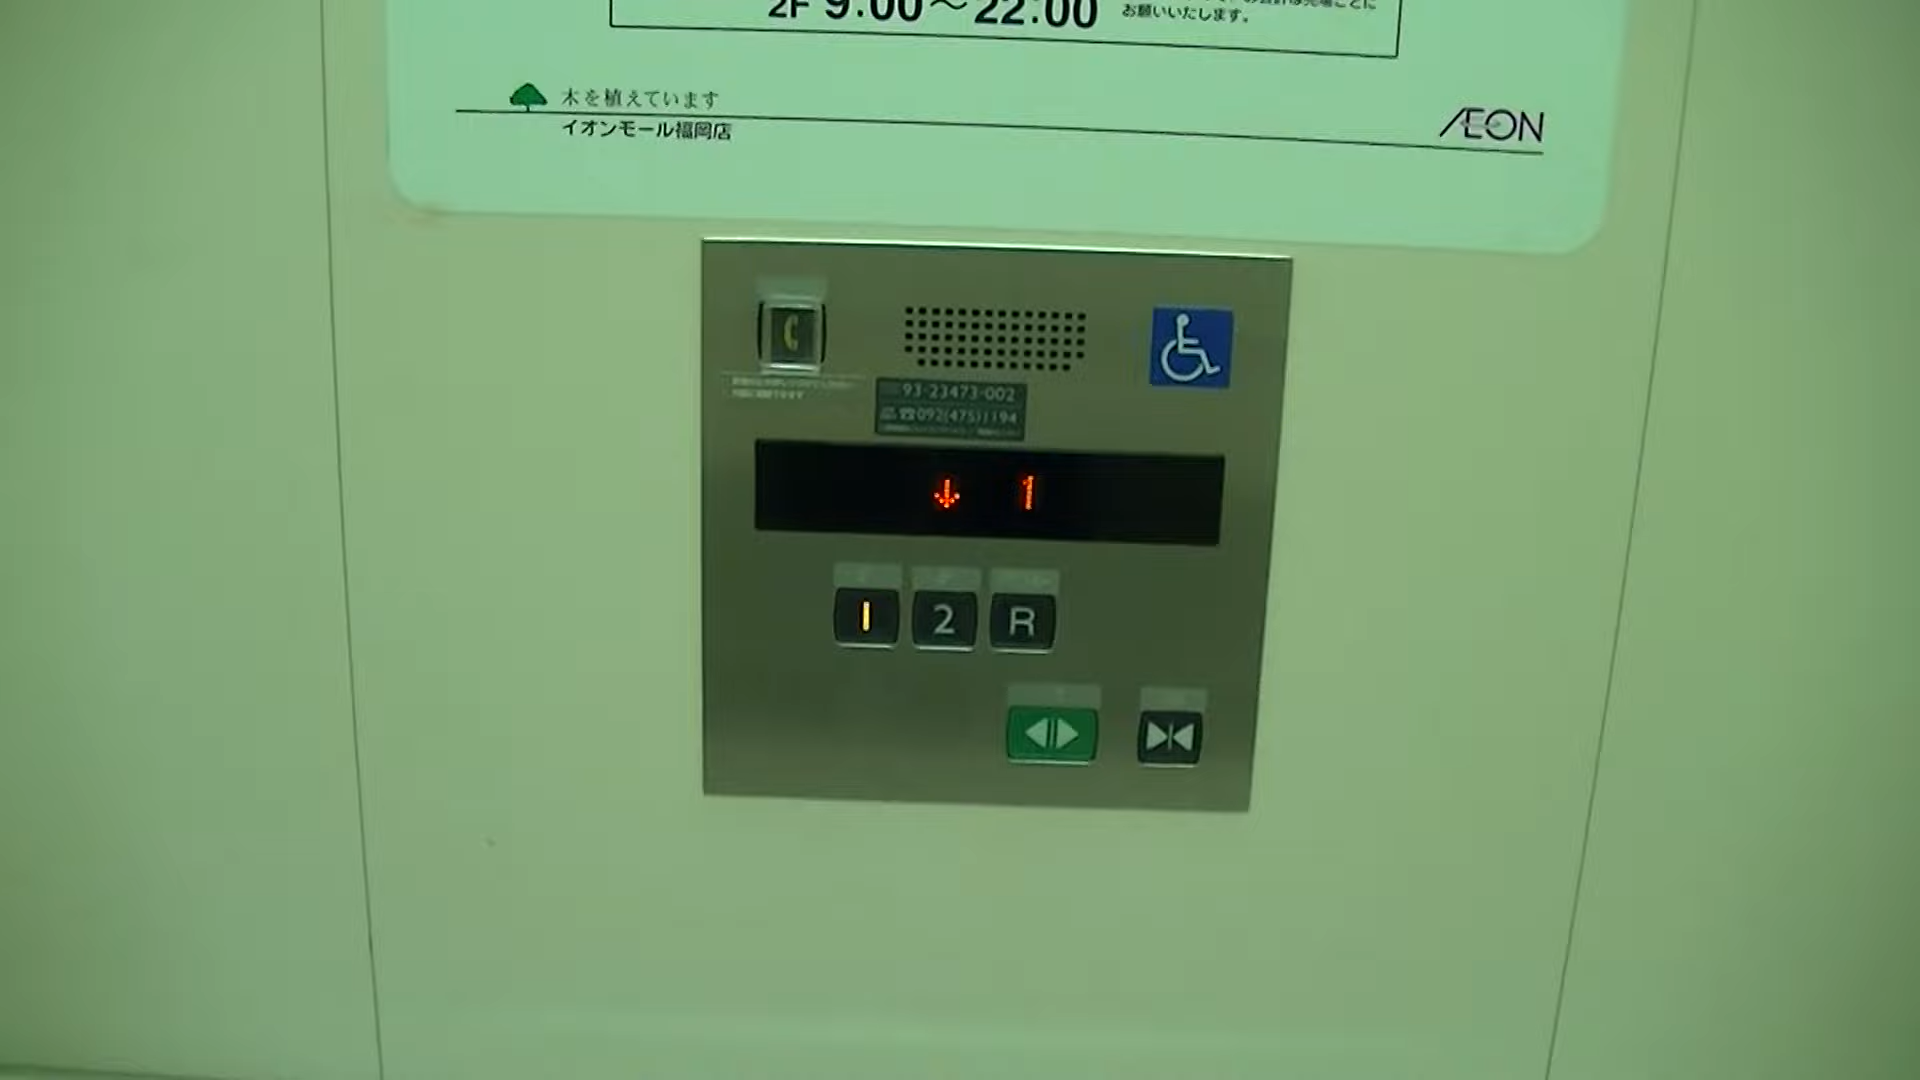 2F 9:00～22:00
お願いいたします。
木を植えています
イオンモール福岡店
ÆON
93-23473-002
☎092(475)1194
↓ 1
1 2 R